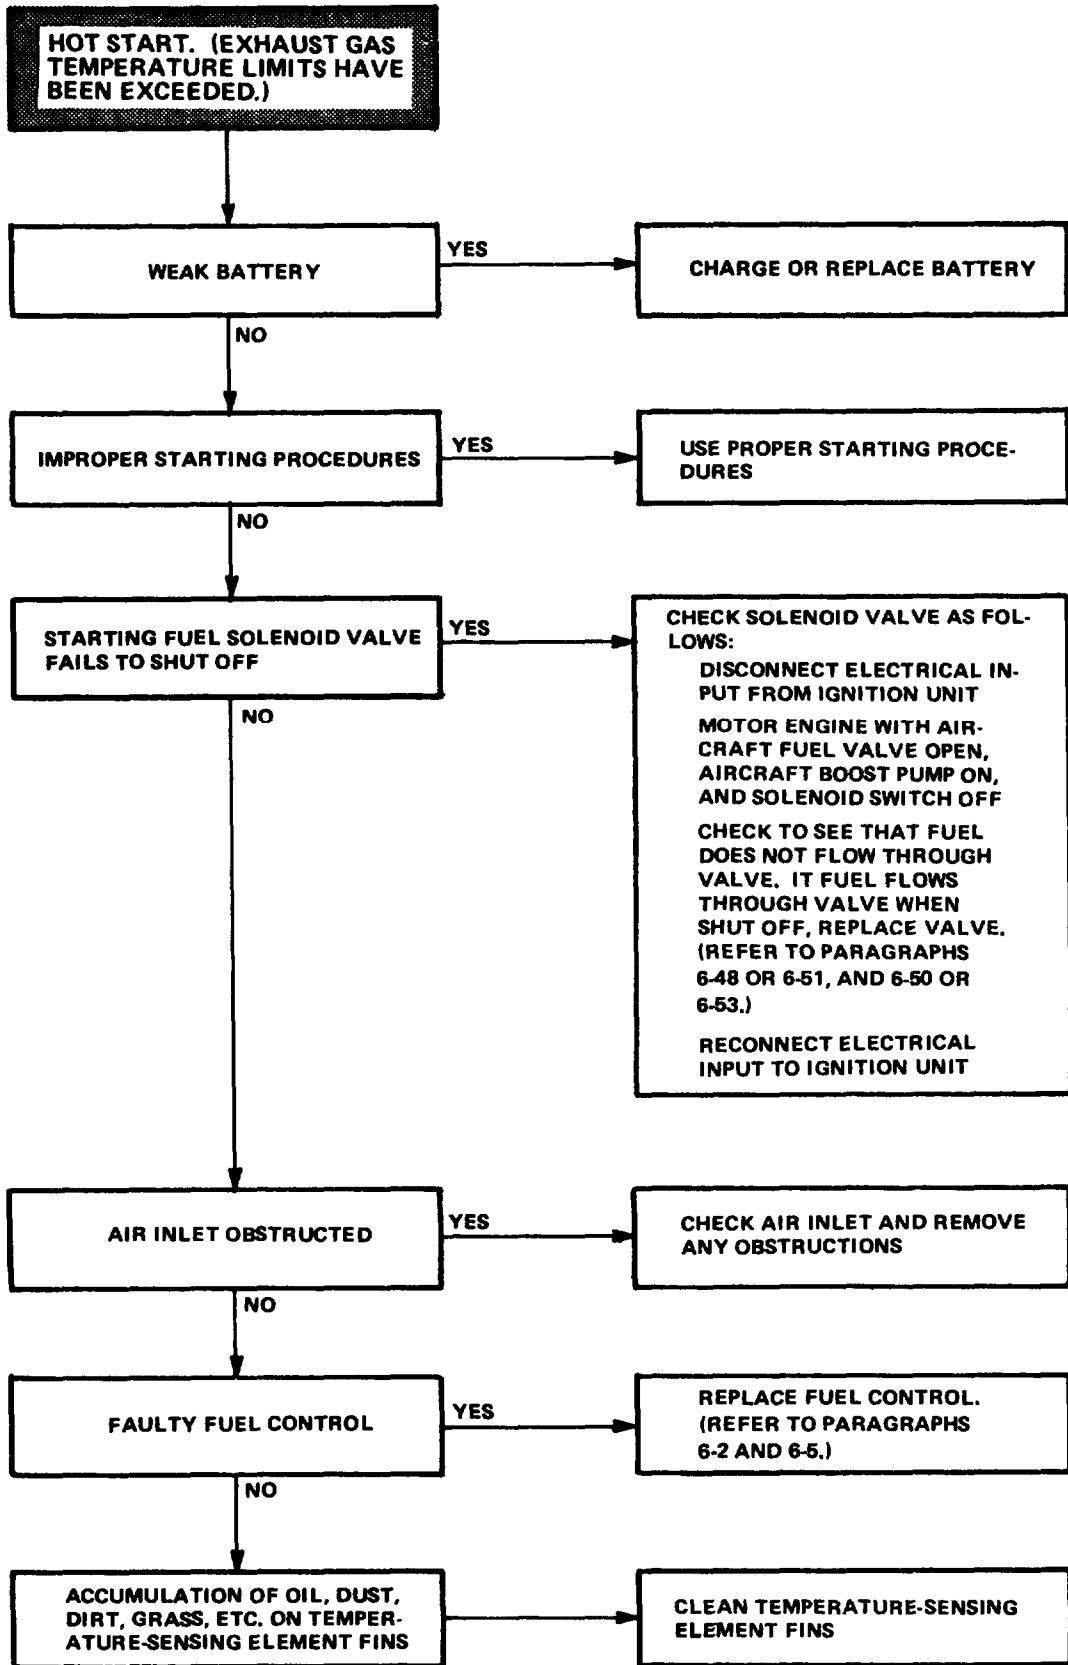 HOT START. (EXHAUST GAS
TEMPERATURE LIMITS HAVE
BEEN EXCEEDED.)
WEAK BATTERY
YES
CHARGE OR REPLACE BATTERY
NO
IMPROPER STARTING PROCEDURES
YES
USE PROPER STARTING PROCE-
DURES
NO
STARTING FUEL SOLENOID VALVE
FAILS TO SHUT OFF
YES
CHECK SOLENOID VALVE AS FOL-
LOWS:
DISCONNECT ELECTRICAL IN-
PUT FROM IGNITION UNIT
MOTOR ENGINE WITH AIR-
CRAFT FUEL VALVE OPEN,
AIRCRAFT BOOST PUMP ON,
AND SOLENOID SWITCH OFF
CHECK TO SEE THAT FUEL
DOES NOT FLOW THROUGH
VALVE. IT FUEL FLOWS
THROUGH VALVE WHEN
SHUT OFF, REPLACE VALVE.
(REFER TO PARAGRAPHS
6-48 OR 6-51, AND 6-50 OR
6-53.)
RECONNECT ELECTRICAL
INPUT TO IGNITION UNIT
NO
AIR INLET OBSTRUCTED
YES
CHECK AIR INLET AND REMOVE
ANY OBSTRUCTIONS
NO
FAULTY FUEL CONTROL
YES
REPLACE FUEL CONTROL.
(REFER TO PARAGRAPHS
6-2 AND 6-5.)
NO
ACCUMULATION OF OIL, DUST,
DIRT, GRASS, ETC. ON TEMPER-
ATURE-SENSING ELEMENT FINS
CLEAN TEMPERATURE-SENSING
ELEMENT FINS